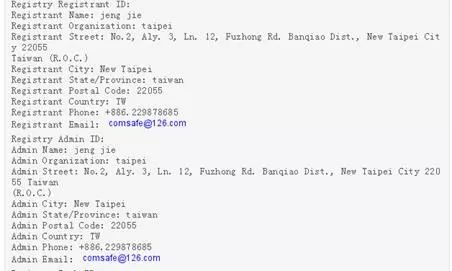 Registry Registrant ID:
Registrant Name: jeng jie
Registrant Organization: taipei
Registrant Street: No.2, Aly. 3, Ln. 12, Fuzhong Rd. Banqiao Dist., New Taipei Cit
y 22055
Taiwan (R.O.C.)
Registrant City: New Taipei
Registrant State/Province: taiwan
Registrant Postal Code: 22055
Registrant Country: TW
Registrant Phone: +886.229878685
Registrant Email: comsafe@126.com
Registry Admin ID:
Admin Name: jeng jie
Admin Organization: taipei
Admin Street: No.2, Aly. 3, Ln. 12, Fuzhong Rd. Banqiao Dist., New Taipei City 220
55 Taiwan
(R.O.C.)
Admin City: New Taipei
Admin State/Province: taiwan
Admin Postal Code: 22055
Admin Country: TW
Admin Phone: +886.229878685
Admin Email: comsafe@126.com